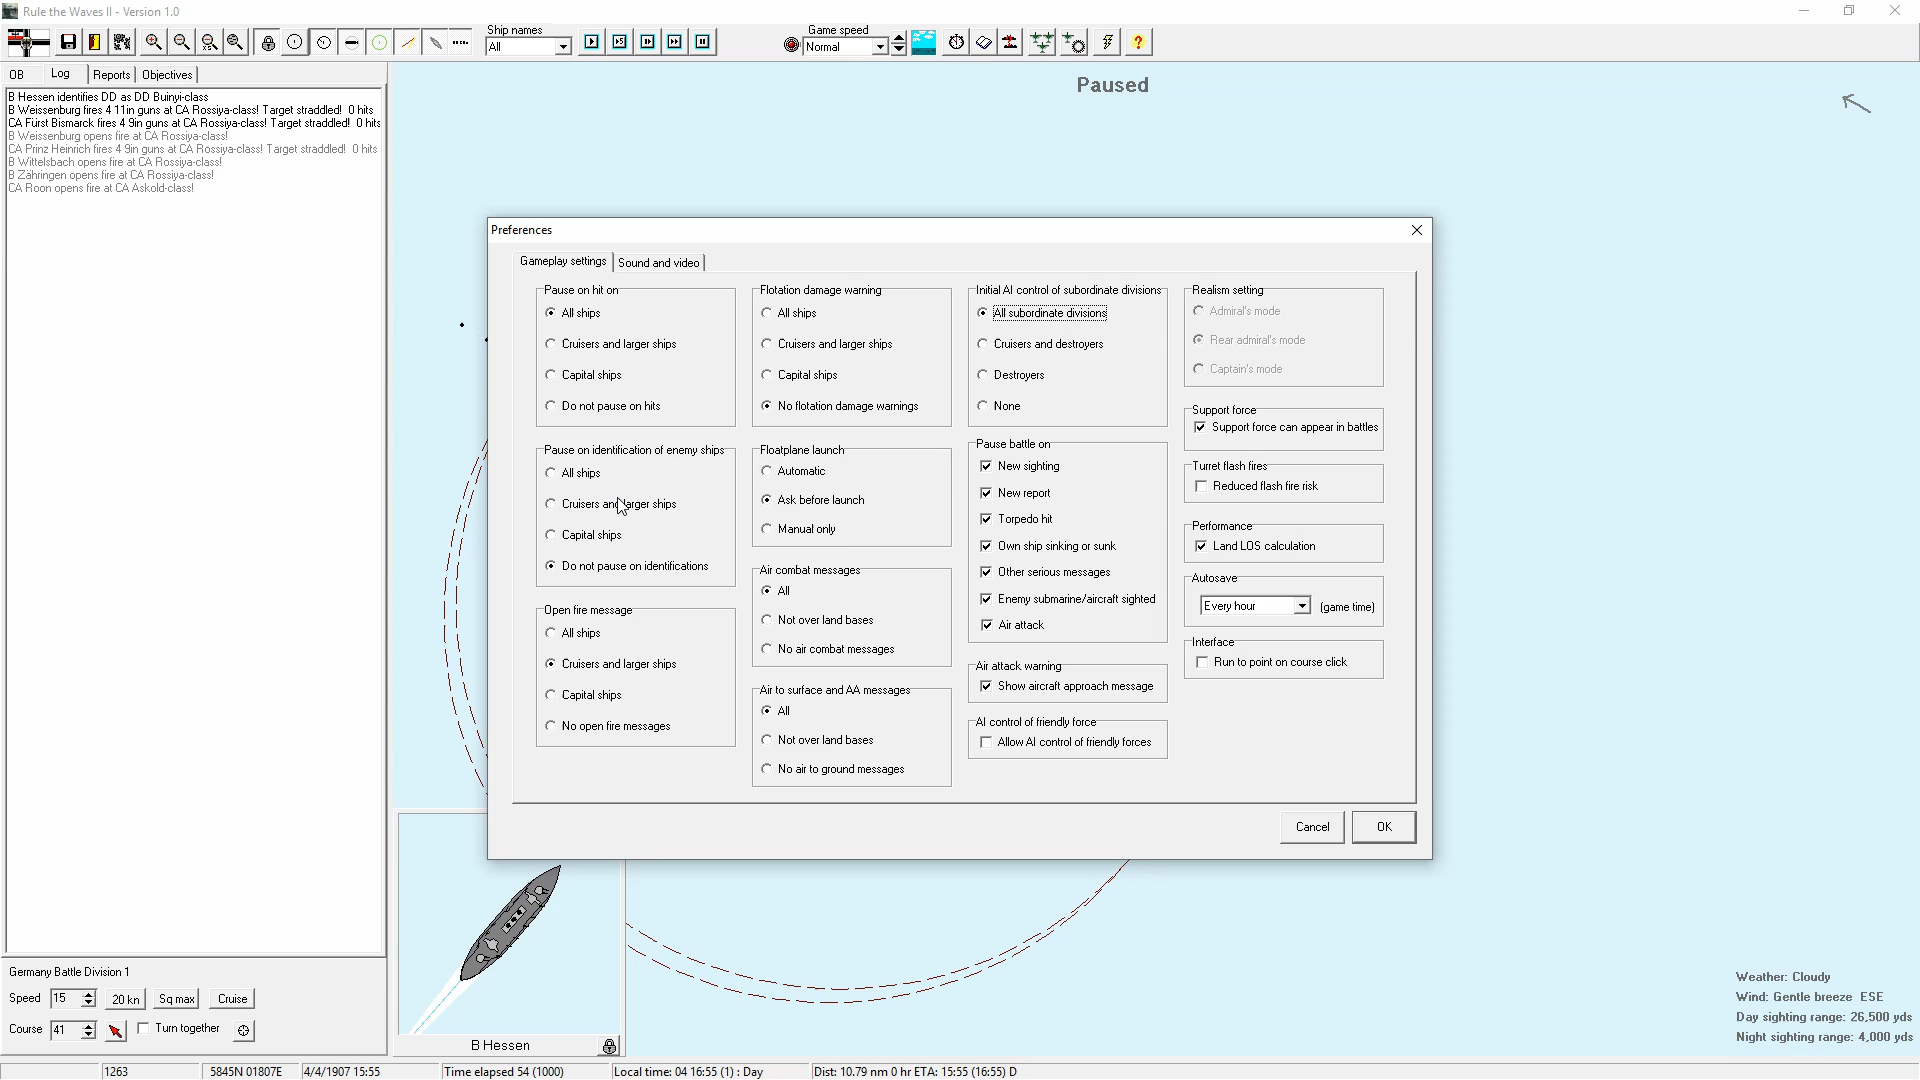 Rule the Waves II - Version 1.0
Ship names
All
Game speed
Normal
OB Log Reports Objectives
B Hessen identifies DD as DD Buinyi-class
B Weissenburg fires 4 11in guns at CA Rossiya-class! Target straddled! 0 hits
CA Fürst Bismarck fires 4 9in guns at CA Rossiya-class! Target straddled! 0 hits
B Weissenburg opens fire at CA Rossiya-class!
CA Prinz Heinrich fires 4 9in guns at CA Rossiya-class! Target straddled! 0 hits
B Wittelsbach opens fire at CA Rossiya-class!
B Zähringen opens fire at CA Rossiya-class!
CA Roon opens fire at CA Askold-class!
Paused
Preferences
Gameplay settings Sound and video
Pause on hit on
All ships
Cruisers and larger ships
Capital ships
Do not pause on hits
Pause on identification of enemy ships
All ships
Cruisers and larger ships
Capital ships
Do not pause on identifications
Open fire message
All ships
Cruisers and larger ships
Capital ships
No open fire messages
Flotation damage warning
All ships
Cruisers and larger ships
Capital ships
No flotation damage warnings
Floatplane launch
Automatic
Ask before launch
Manual only
Air combat messages
All
Not over land bases
No air combat messages
Air to surface and AA messages
All
Not over land bases
No air to ground messages
Initial AI control of subordinate divisions
All subordinate divisions
Cruisers and destroyers
Destroyers
None
Pause battle on
New sighting
New report
Torpedo hit
Own ship sinking or sunk
Other serious messages
Enemy submarine/aircraft sighted
Air attack
Air attack warning
Show aircraft approach message
AI control of friendly force
Allow AI control of friendly forces
Realism setting
Admiral's mode
Rear admiral's mode
Captain's mode
Support force
Support force can appear in battles
Turret flash fires
Reduced flash fire risk
Performance
Land LOS calculation
Autosave
Every hour (game time)
Interface
Run to point on course click
Cancel OK
Germany Battle Division 1
Speed 15 20 kn Sq max Cruise
Course 41 Turn together
B Hessen
Weather: Cloudy
Wind: Gentle breeze ESE
Day sighting range: 26,500 yds
Night sighting range: 4,000 yds
1263 5845N 01807E 4/4/1907 15:55 Time elapsed 54 (1000) Local time: 04 16:55 (1) : Day Dist: 10.79 nm 0 hr ETA: 15:55 (16:55) D